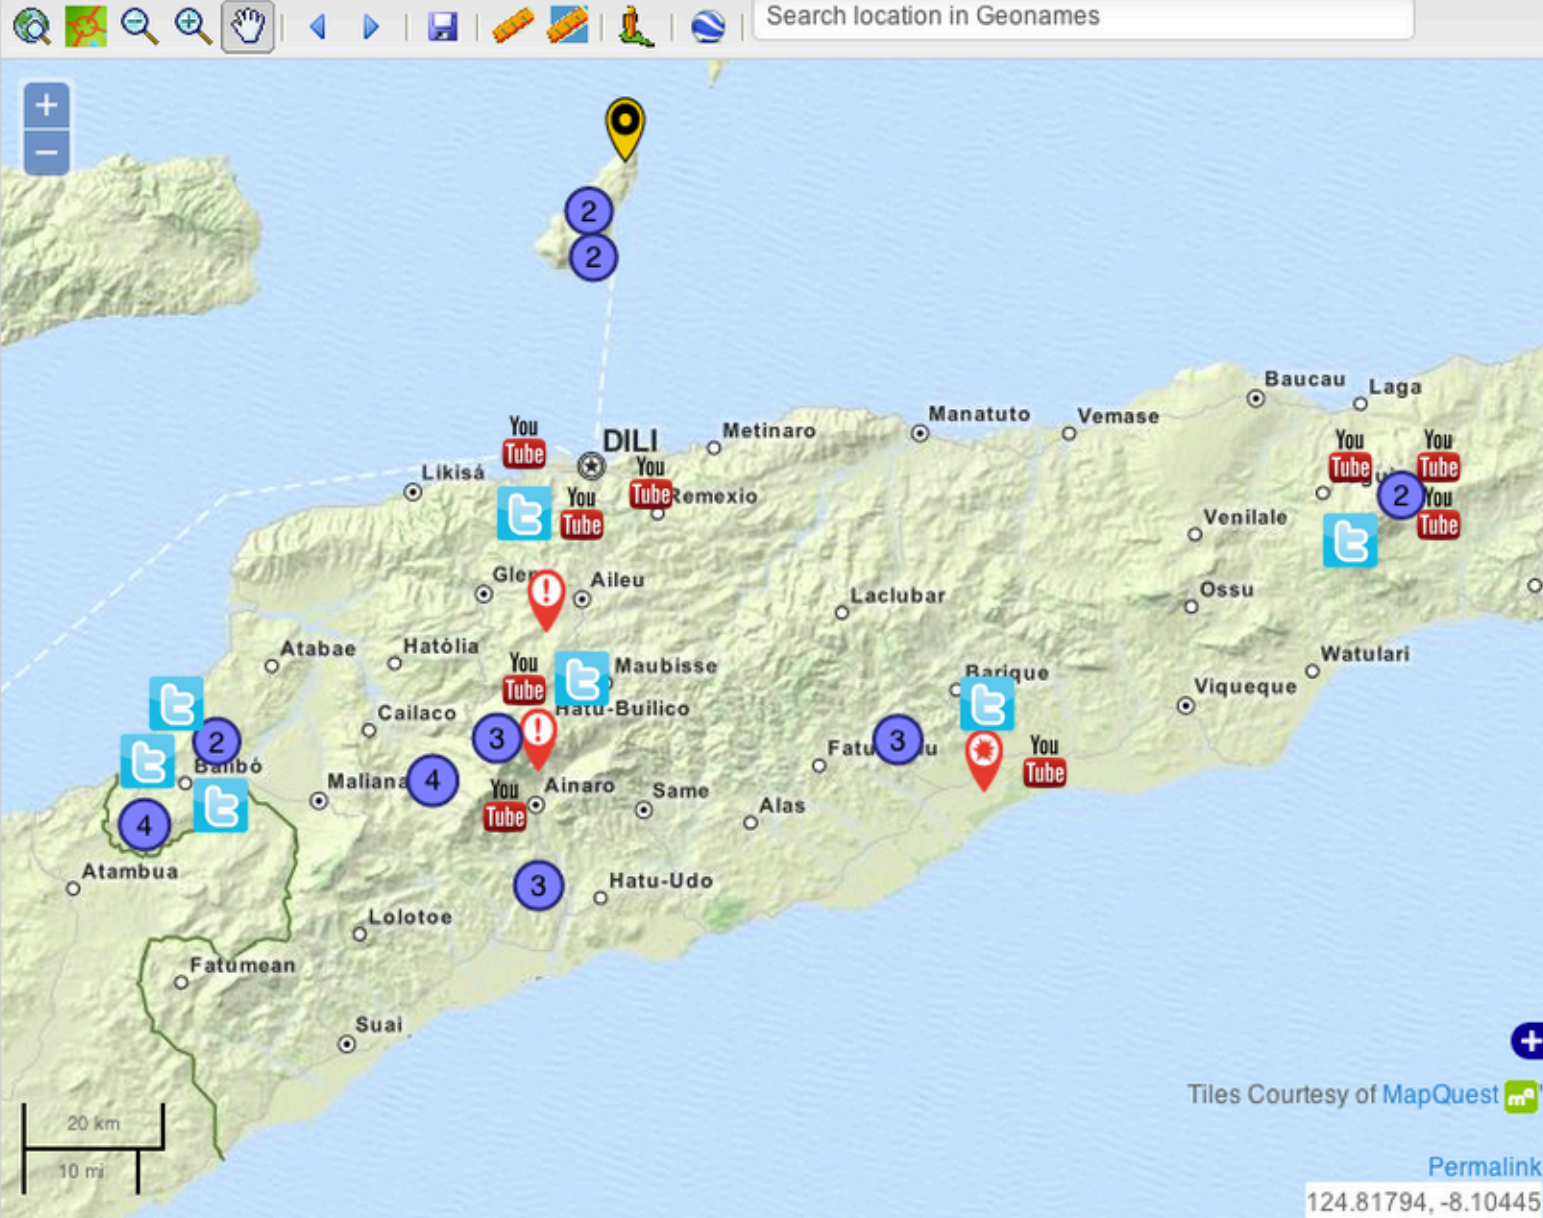 Search location in Geonames
+
−
2
2
Baucau
Laga
Manatuto
Vemase
You
Tube
DILI
Metinaro
You
Tube
You
Tube
Likisá
You
Tube
Remexio
You
Tube
2
You
Tube
t
t
Venilale
Glen
!
Aileu
Laclubar
Ossu
Atabae
Hatólia
You
Tube
t
Maubisse
Barique
Watulari
t
t
Viqueque
Cailaco
Hatu-Builico
2
3
!
Fatu
3
u
You
Tube
t
Balibó
Maliana
4
You
Tube
Ainaro
Same
Alas
t
4
Atambua
3
Hatu-Udo
Lolotoe
Fatumean
Suai
+
Tiles Courtesy of MapQuest mq
20 km
10 mi
Permalink
124.81794, -8.10445